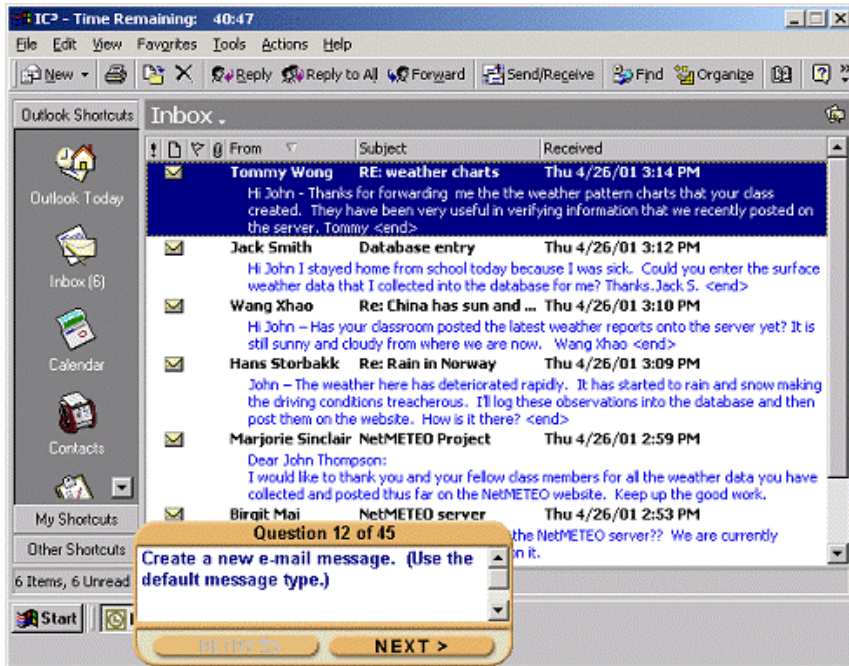 IC³ - Time Remaining: 40:47
File Edit View Favorites Tools Actions Help
New Reply Reply to All Forward Send/Receive Find Organize
Outlook Shortcuts Inbox
From Subject Received
Tommy Wong RE: weather charts Thu 4/26/01 3:14 PM
Hi John - Thanks for forwarding me the the weather pattern charts that your class
created. They have been very useful in verifying information that we recently posted on
the server. Tommy <end>
Outlook Today
Jack Smith Database entry Thu 4/26/01 3:12 PM
Hi John I stayed home from school today because I was sick. Could you enter the surface
weather data that I collected into the database for me? Thanks.Jack S. <end>
Inbox (6)
Wang Xhao Re: China has sun and ... Thu 4/26/01 3:10 PM
Hi John – Has your classroom posted the latest weather reports onto the server yet? It is
still sunny and cloudy from where we are now. Wang Xhao <end>
Calendar
Hans Storbakk Re: Rain in Norway Thu 4/26/01 3:09 PM
John – The weather here has deteriorated rapidly. It has started to rain and snow making
the driving conditions treacherous. I'll log these observations into the database and then
post them on the website. How is it there? <end>
Contacts
Marjorie Sinclair NetMETEO Project Thu 4/26/01 2:59 PM
Dear John Thompson:
I would like to thank you and your fellow class members for all the weather data you have
collected and posted thus far on the NetMETEO website. Keep up the good work.
My Shortcuts
Birgit Mai NetMETEO server Thu 4/26/01 2:53 PM
the NetMETEO server?? We are currently
on it.
Other Shortcuts
Question 12 of 45
Create a new e-mail message. (Use the
default message type.)
6 Items, 6 Unread
Start
NEXT >